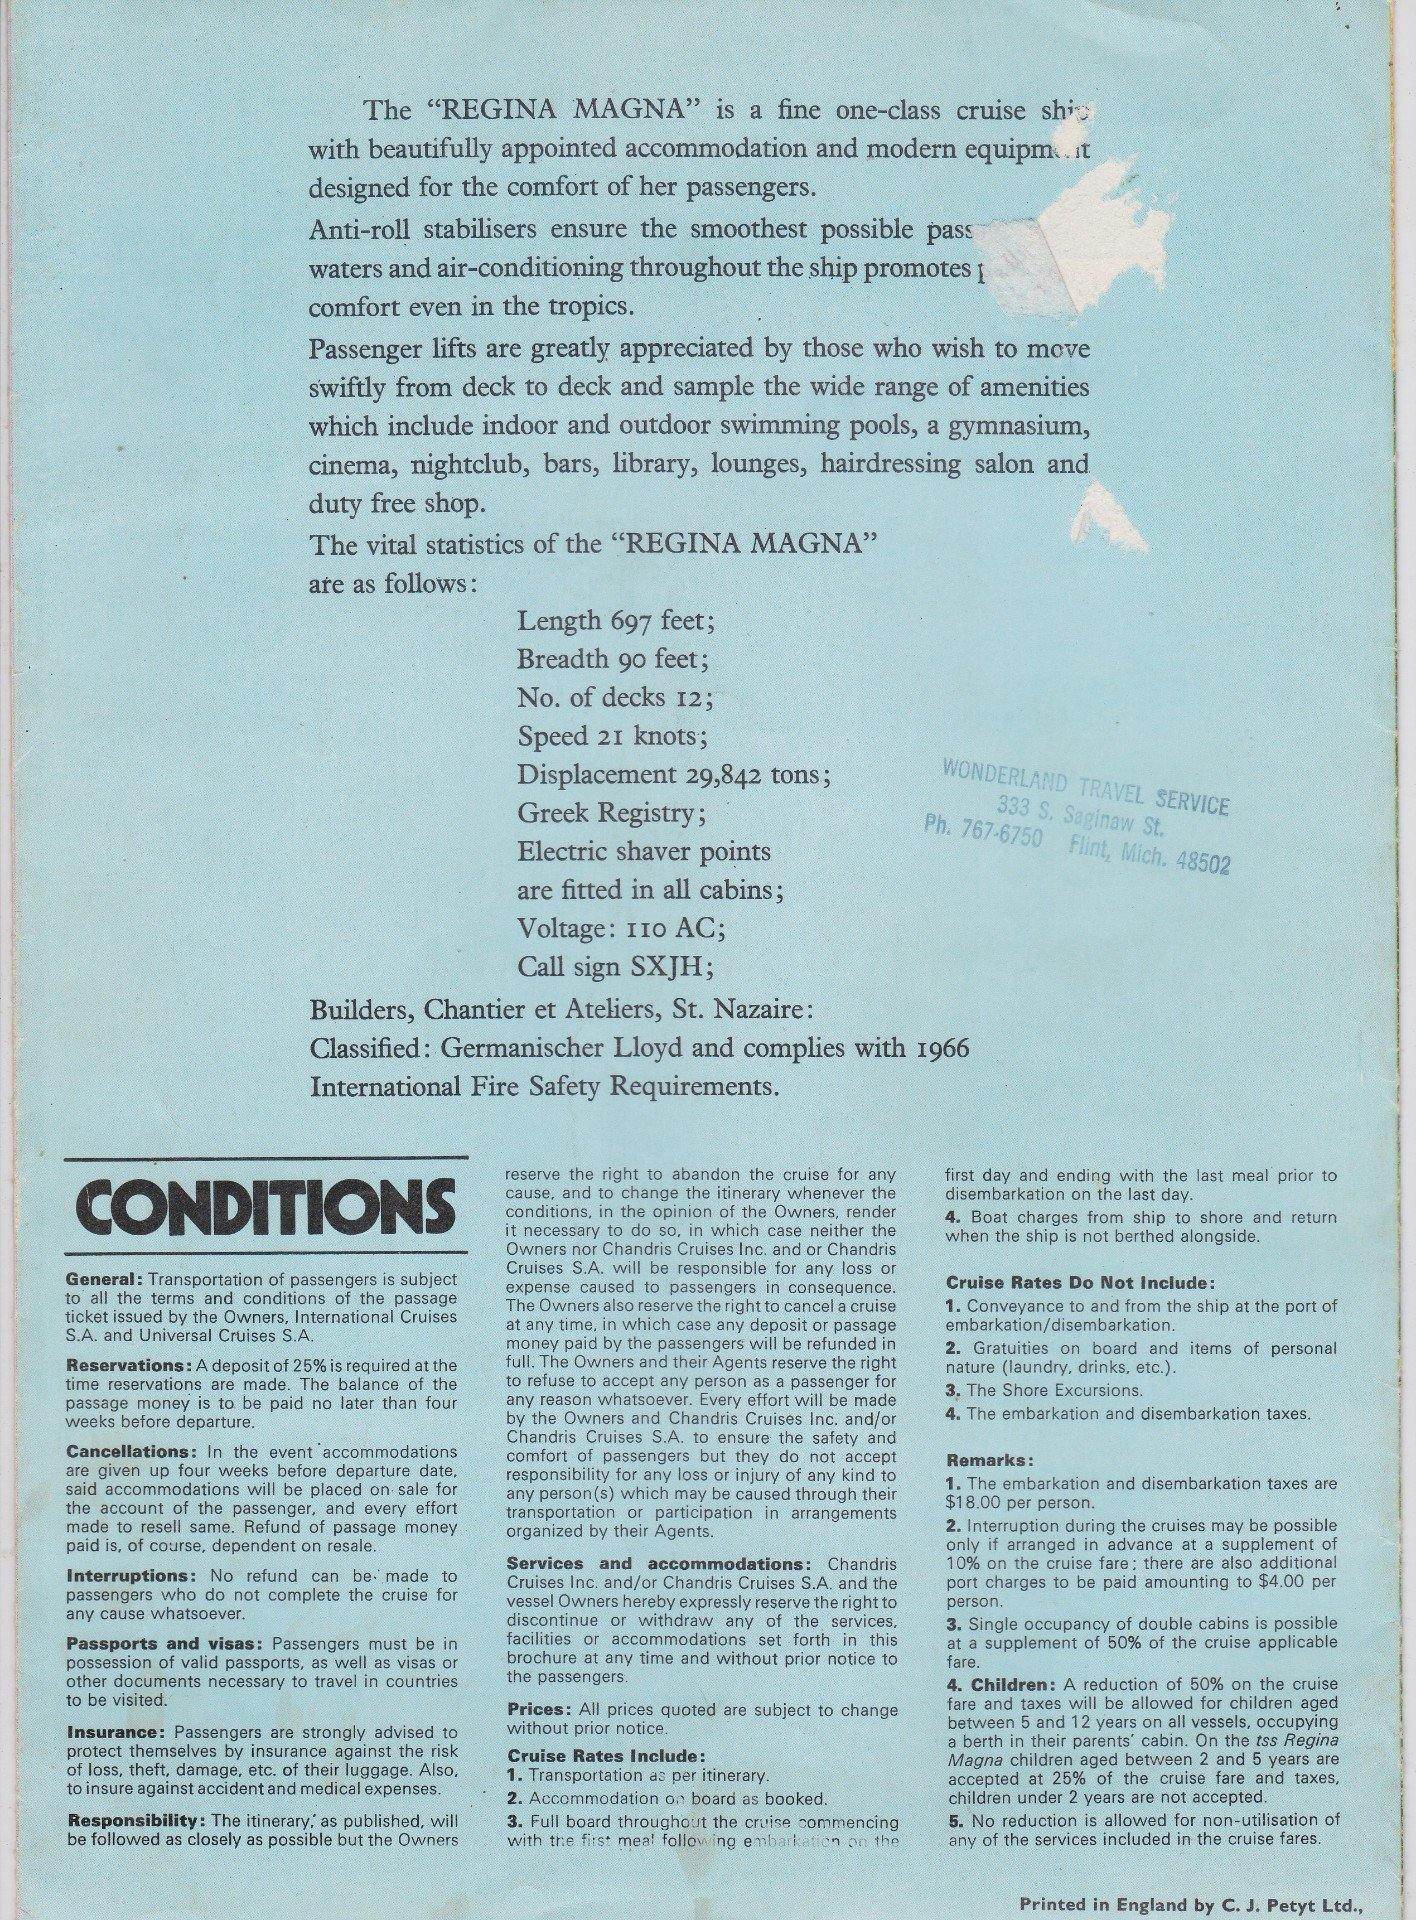 The “REGINA MAGNA” is a fine one-class cruise ship
with beautifully appointed accommodation and modern equipment
designed for the comfort of her passengers.
Anti-roll stabilisers ensure the smoothest possible
waters and air-conditioning throughout the ship promotes
comfort even in the tropics.
Passenger lifts are greatly appreciated by those who wish to move
swiftly from deck to deck and sample the wide range of amenities
which include indoor and outdoor swimming pools, a gymnasium,
cinema, nightclub, bars, library, lounges, hairdressing salon and
duty free shop.
The vital statistics of the “REGINA MAGNA”
are as follows:
Length 697 feet;
Breadth 90 feet;
No. of decks 12;
Speed 21 knots;
Displacement 29,842 tons;
Greek Registry;
Electric shaver points
are fitted in all cabins;
Voltage: 110 AC;
Call sign SXJH;
Builders, Chantier et Ateliers, St. Nazaire:
Classified: Germanischer Lloyd and complies with 1966
International Fire Safety Requirements.
WONDERLAND TRAVEL SERVICE
333 S. Saginaw St.
Ph. 767-6750 Flint, Mich. 48502
CONDITIONS
General: Transportation of passengers is subject
to all the terms and conditions of the passage
ticket issued by the Owners, International Cruises
S.A. and Universal Cruises S.A.
Reservations: A deposit of 25% is required at the
time reservations are made. The balance of the
passage money is to be paid no later than four
weeks before departure.
Cancellations: In the event accommodations
are given up four weeks before departure date,
said accommodations will be placed on sale for
the account of the passenger, and every effort
made to resell same. Refund of passage money
paid is, of course, dependent on resale.
Interruptions: No refund can be made to
passengers who do not complete the cruise for
any cause whatsoever.
Passports and visas: Passengers must be in
possession of valid passports, as well as visas or
other documents necessary to travel in countries
to be visited.
Insurance: Passengers are strongly advised to
protect themselves by insurance against the risk
of loss, theft, damage, etc. of their luggage. Also,
to insure against accident and medical expenses.
Responsibility: The itinerary, as published, will
be followed as closely as possible but the Owners
reserve the right to abandon the cruise for any
cause, and to change the itinerary whenever the
conditions, in the opinion of the Owners, render
it necessary to do so, in which case neither the
Owners nor Chandris Cruises Inc. and or Chandris
Cruises S.A. will be responsible for any loss or
expense caused to passengers in consequence.
The Owners also reserve the right to cancel a cruise
at any time, in which case any deposit or passage
money paid by the passengers will be refunded in
full. The Owners and their Agents reserve the right
to refuse to accept any person as a passenger for
any reason whatsoever. Every effort will be made
by the Owners and Chandris Cruises Inc. and/or
Chandris Cruises S.A. to ensure the safety and
comfort of passengers but they do not accept
responsibility for any loss or injury of any kind to
any person(s) which may be caused through their
transportation or participation in arrangements
organized by their Agents.
Services and accommodations: Chandris
Cruises Inc. and/or Chandris Cruises S.A. and the
vessel Owners hereby expressly reserve the right to
discontinue or withdraw any of the services,
facilities or accommodations set forth in this
brochure at any time and without prior notice to
the passengers.
Prices: All prices quoted are subject to change
without prior notice.
Cruise Rates Include:
1. Transportation as per itinerary.
2. Accommodation on board as booked.
3. Full board throughout the cruise commencing
with the first meal following embarkation on the
first day and ending with the last meal prior to
disembarkation on the last day.
4. Boat charges from ship to shore and return
when the ship is not berthed alongside.
Cruise Rates Do Not Include:
1. Conveyance to and from the ship at the port of
embarkation/disembarkation.
2. Gratuities on board and items of personal
nature (laundry, drinks, etc.).
3. The Shore Excursions.
4. The embarkation and disembarkation taxes.
Remarks:
1. The embarkation and disembarkation taxes are
$18.00 per person.
2. Interruption during the cruises may be possible
only if arranged in advance at a supplement of
10% on the cruise fare; there are also additional
port charges to be paid amounting to $4.00 per
person.
3. Single occupancy of double cabins is possible
at a supplement of 50% of the cruise applicable
fare.
4. Children: A reduction of 50% on the cruise
fare and taxes will be allowed for children aged
between 5 and 12 years on all vessels, occupying
a berth in their parents’ cabin. On the tss Regina
Magna children aged between 2 and 5 years are
accepted at 25% of the cruise fare and taxes,
children under 2 years are not accepted.
5. No reduction is allowed for non-utilisation of
any of the services included in the cruise fares.
Printed in England by C. J. Petyt Ltd.,